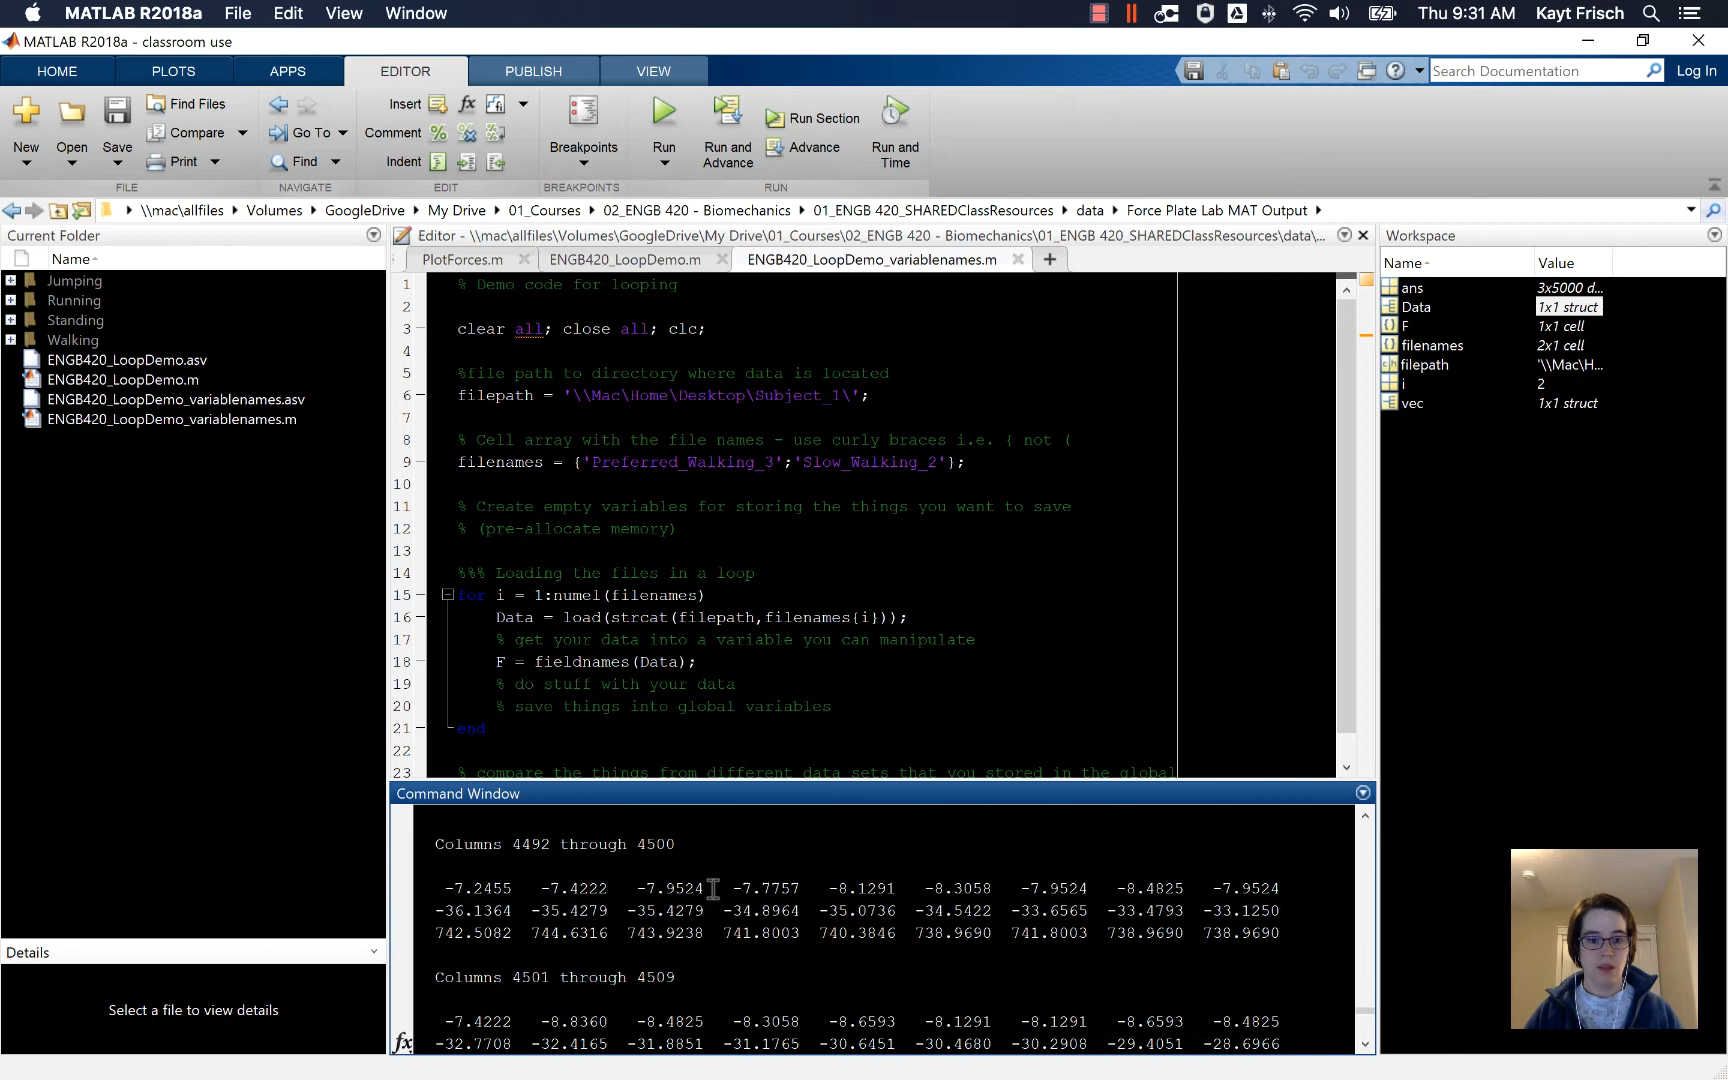 MATLAB R2018a File Edit View Window Thu 9:31 AM Kayt Frisch
MATLAB R2018a - classroom use
HOME PLOTS APPS EDITOR PUBLISH VIEW Search Documentation Log In
New Open Save Find Files Compare Print Go To Find Insert fx Comment Indent Breakpoints Run Run and Advance Run Section Advance Run and Time
FILE NAVIGATE EDIT BREAKPOINTS RUN
\\mac\allfiles Volumes GoogleDrive My Drive 01_Courses 02_ENGB 420 - Biomechanics 01_ENGB 420_SHAREDClassResources data Force Plate Lab MAT Output
Current Folder
Name
Jumping
Running
Standing
Walking
ENGB420_LoopDemo.asv
ENGB420_LoopDemo.m
ENGB420_LoopDemo_variablenames.asv
ENGB420_LoopDemo_variablenames.m
Details
Select a file to view details
Editor - \\mac\allfiles\Volumes\GoogleDrive\My Drive\01_Courses\02_ENGB 420 - Biomechanics\01_ENGB 420_SHAREDClassResources\data\...
PlotForces.m ENGB420_LoopDemo.m ENGB420_LoopDemo_variablenames.m
1 % Demo code for looping
2
3 clear all; close all; clc;
4
5 %file path to directory where data is located
6 filepath = '\\Mac\Home\Desktop\Subject_1\';
7
8 % Cell array with the file names - use curly braces i.e. { not (
9 filenames = {'Preferred_Walking_3';'Slow_Walking_2'};
10
11 % Create empty variables for storing the things you want to save
12 % (pre-allocate memory)
13
14 %%% Loading the files in a loop
15 for i = 1:numel(filenames)
16 Data = load(strcat(filepath,filenames{i}));
17 % get your data into a variable you can manipulate
18 F = fieldnames(Data);
19 % do stuff with your data
20 % save things into global variables
21 end
22
23 % compare the things from different data sets that you stored in the global
Command Window
Columns 4492 through 4500
-7.2455 -7.4222 -7.9524 -7.7757 -8.1291 -8.3058 -7.9524 -8.4825 -7.9524
-36.1364 -35.4279 -35.4279 -34.8964 -35.0736 -34.5422 -33.6565 -33.4793 -33.1250
742.5082 744.6316 743.9238 741.8003 740.3846 738.9690 741.8003 738.9690 738.9690
Columns 4501 through 4509
-7.4222 -8.8360 -8.4825 -8.3058 -8.6593 -8.1291 -8.1291 -8.6593 -8.4825
fx -32.7708 -32.4165 -31.8851 -31.1765 -30.6451 -30.4680 -30.2908 -29.4051 -28.6966
Workspace
Name Value
ans 3x5000 d...
Data 1x1 struct
F 1x1 cell
filenames 2x1 cell
filepath '\\Mac\H...
i 2
vec 1x1 struct